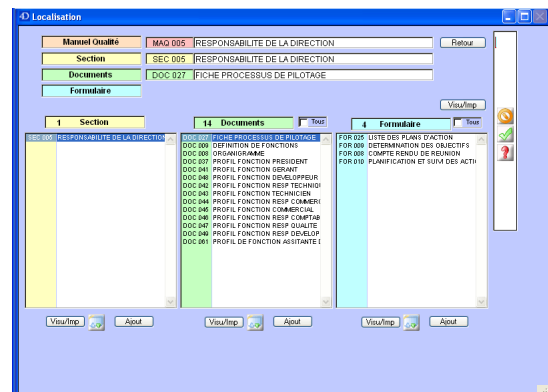 Localisation
Manuel Qualité MAQ 005 RESPONSABILITE DE LA DIRECTION Retour
Section SEC 005 RESPONSABILITE DE LA DIRECTION
Documents DOC 027 FICHE PROCESSUS DE PILOTAGE
Formulaire
Visu/Imp
1 Section
14 Documents Tous
4 Formulaire Tous
SEC 005 RESPONSABILITE DE LA DIRECTION
DOC 027 FICHE PROCESSUS DE PILOTAGE
DOC 009 DEFINITION DE FONCTIONS
DOC 008 ORGANIGRAMME
DOC 037 PROFIL FONCTION PRESIDENT
DOC 041 PROFIL FONCTION GERANT
DOC 048 PROFIL FONCTION DEVELOPPEUR
DOC 042 PROFIL FONCTION RESP TECHNIQU
DOC 043 PROFIL FONCTION TECHNICIEN
DOC 044 PROFIL FONCTION RESP COMMERC
DOC 045 PROFIL FONCTION COMMERCIAL
DOC 046 PROFIL FONCTION RESP COMPTAB
DOC 047 PROFIL FONCTION RESP QUALITE
DOC 049 PROFIL FONCTION RESP DEVELOP
DOC 061 PROFIL DE FONCTION ASSITANTE D
FOR 025 LISTE DES PLANS D'ACTION
FOR 009 DETERMINATION DES OBJECTIFS
FOR 008 COMPTE RENDU DE REUNION
FOR 010 PLANIFICATION ET SUIVI DES ACTI
Visu/Imp Ajout
Visu/Imp Ajout
Visu/Imp Ajout